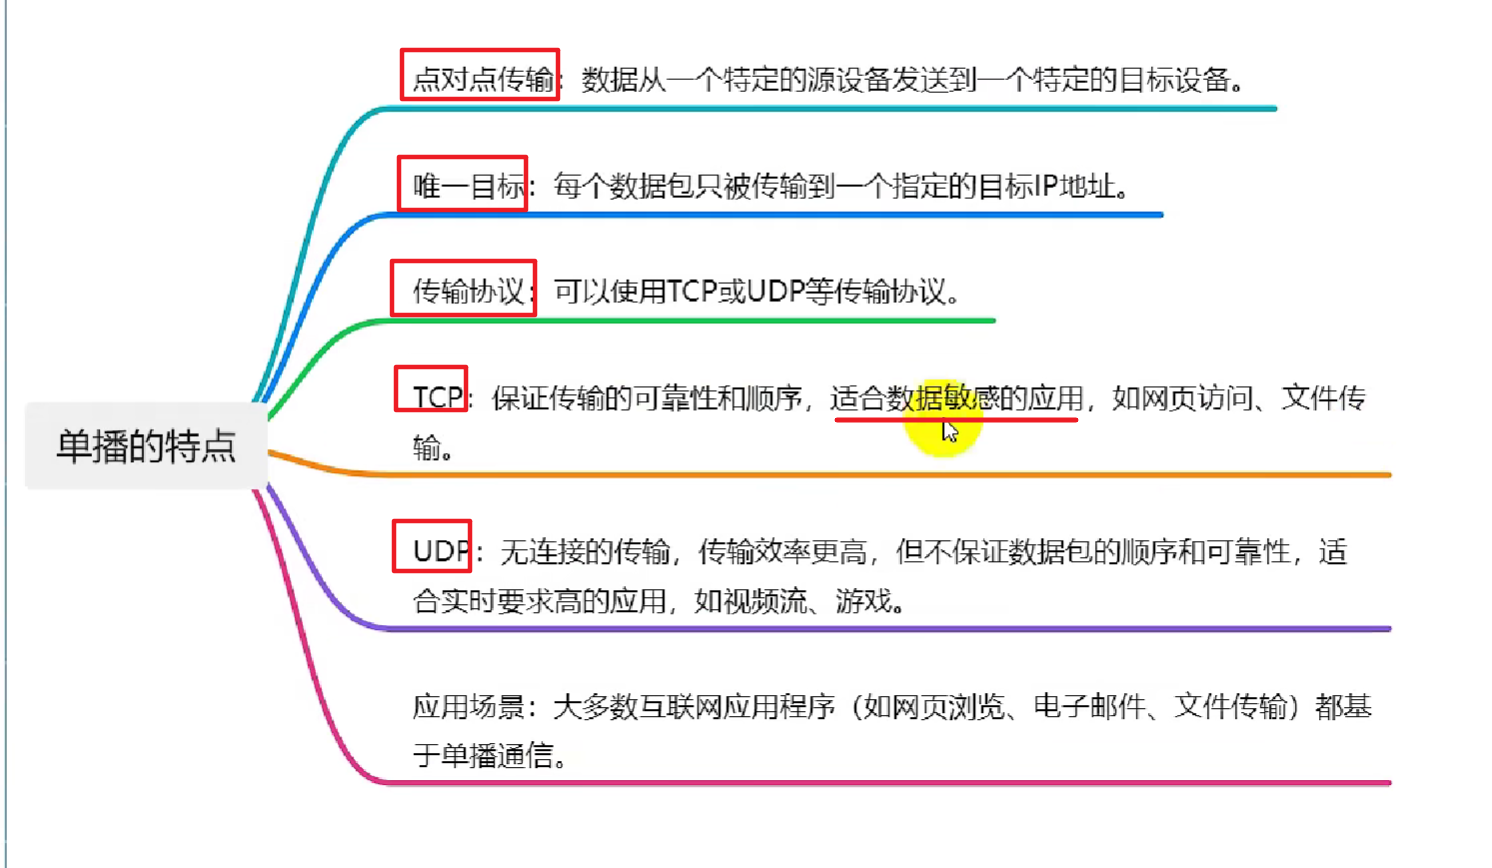 点对点传输：数据从一个特定的源设备发送到一个特定的目标设备。
唯一目标：每个数据包只被传输到一个指定的目标IP地址。
传输协议：可以使用TCP或UDP等传输协议。
TCP：保证传输的可靠性和顺序，适合数据敏感的应用，如网页访问、文件传
输。
单播的特点
UDP：无连接的传输，传输效率更高，但不保证数据包的顺序和可靠性，适
合实时要求高的应用，如视频流、游戏。
应用场景：大多数互联网应用程序（如网页浏览、电子邮件、文件传输）都基
于单播通信。